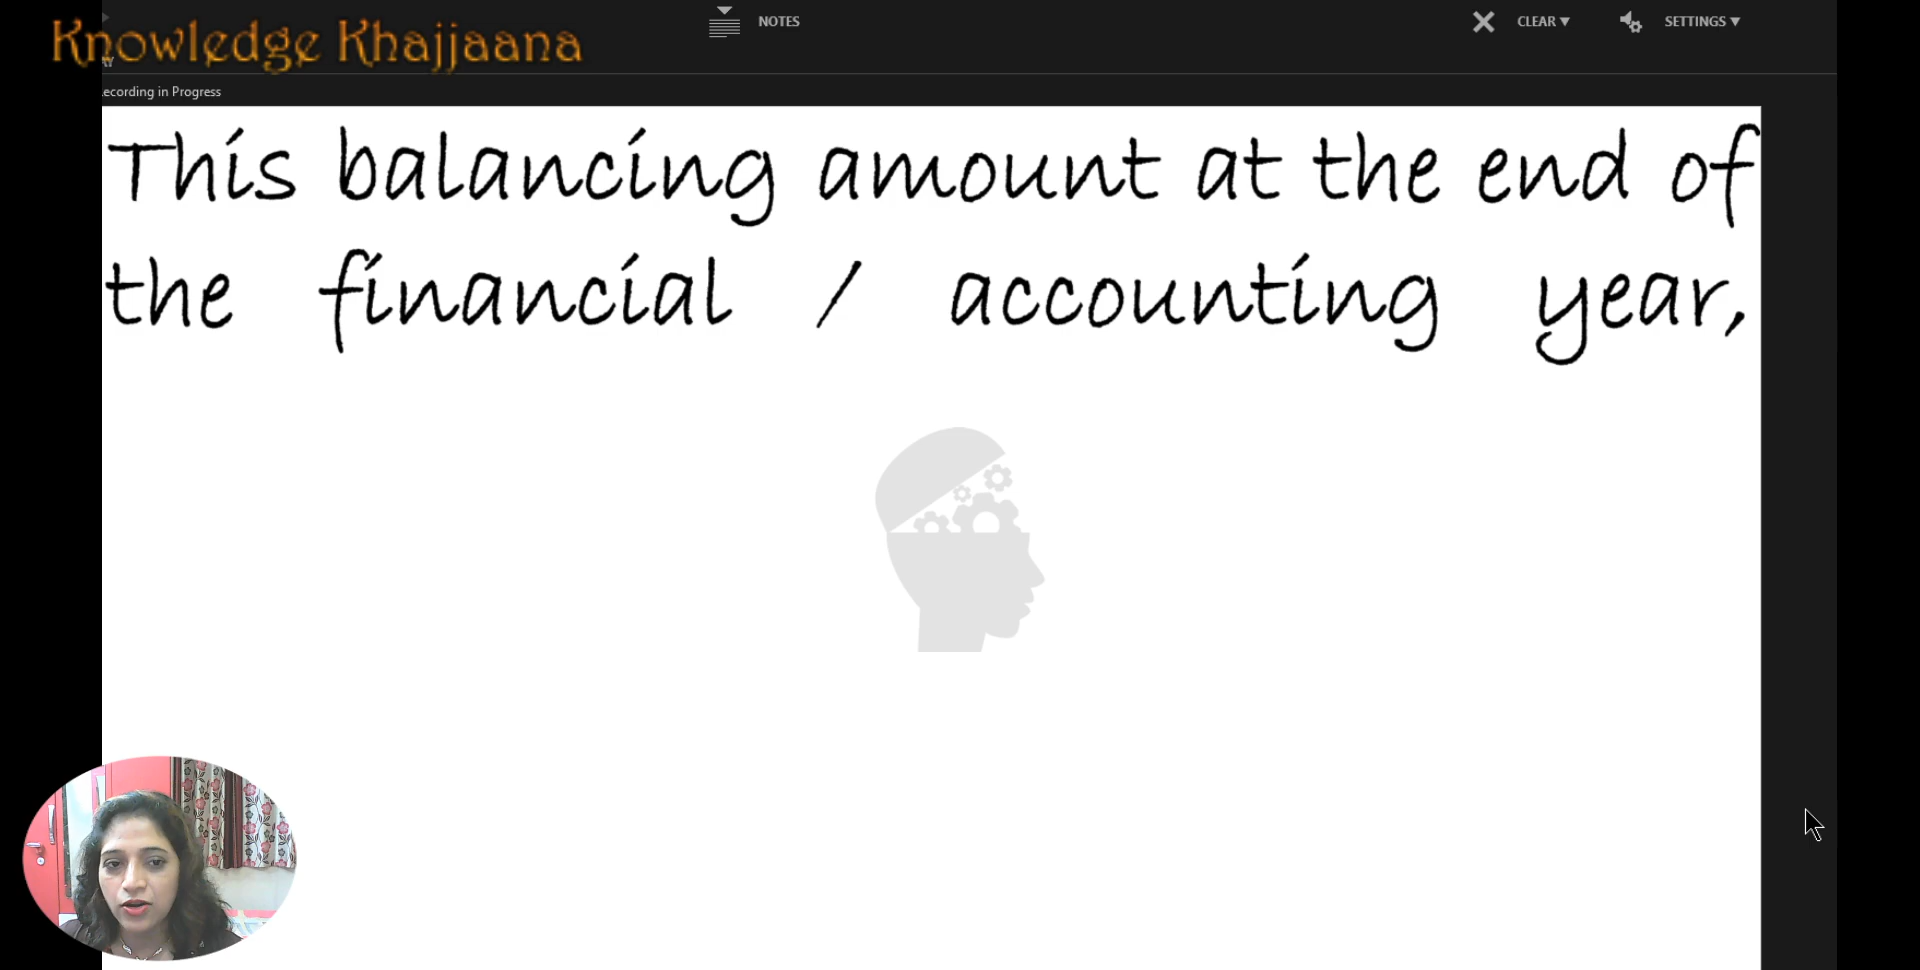 Knowledge Khajjaana
NOTES
CLEAR
SETTINGS
AY
ecording in Progress
This balancing amount at the end of
the financial / accounting year,